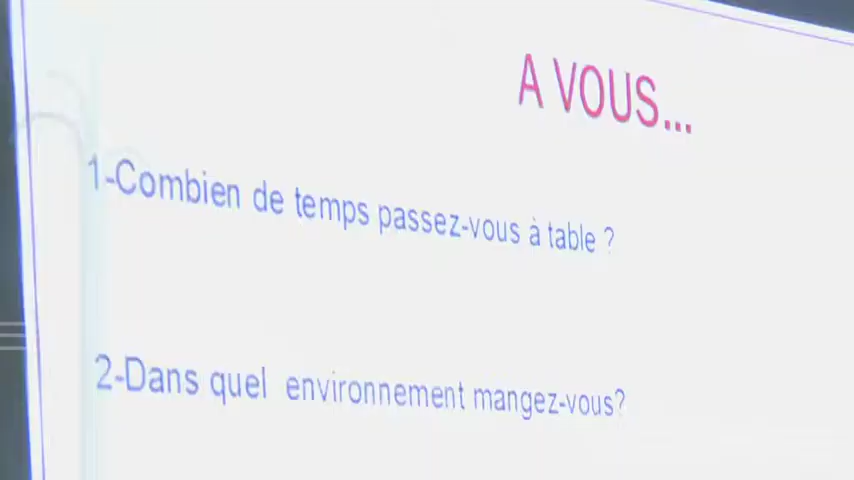 A VOUS...
1-Combien de temps passez-vous à table ?
2-Dans quel environnement mangez-vous?